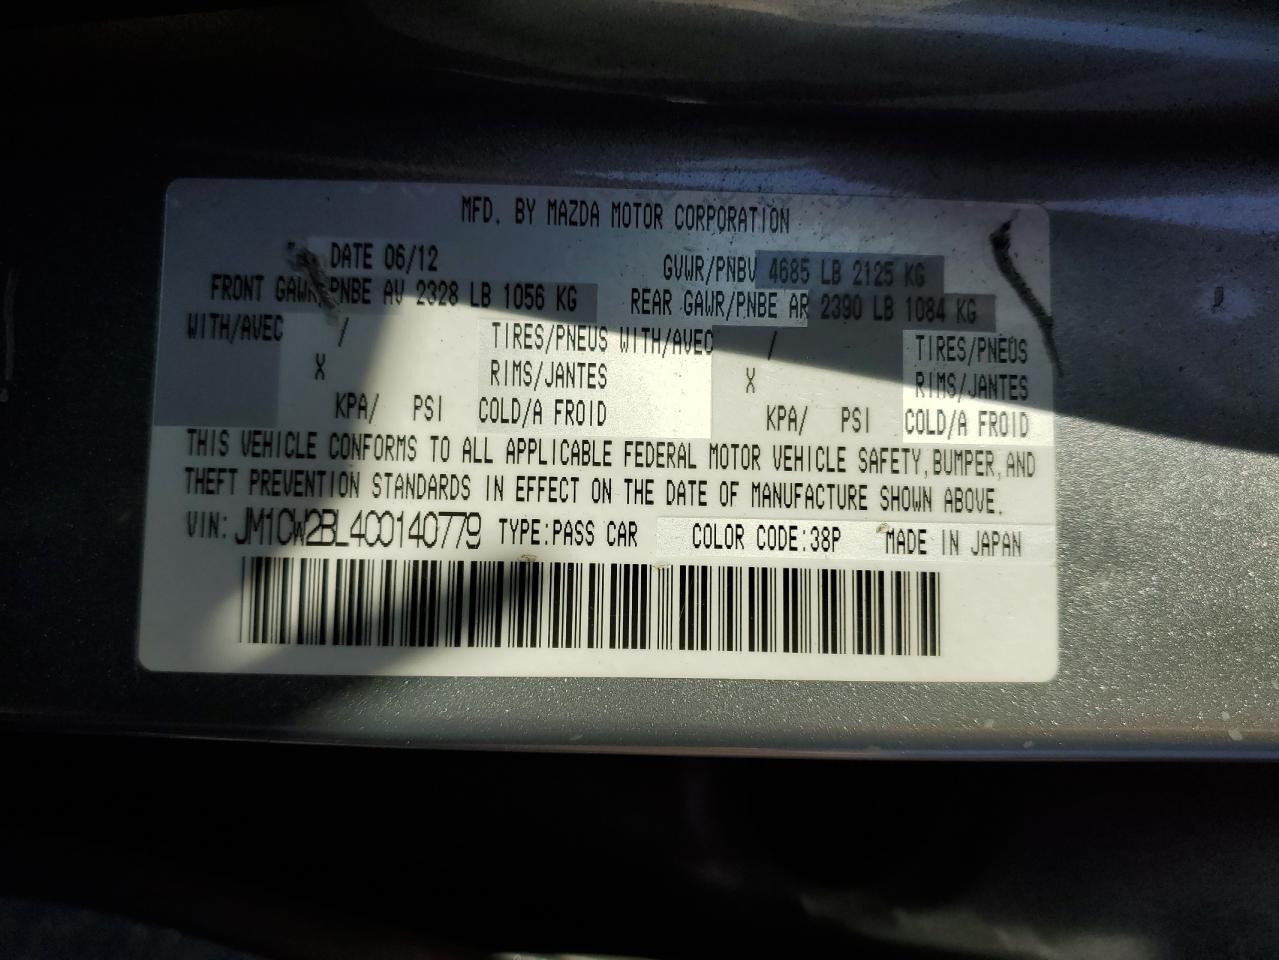 MFD. BY MAZDA MOTOR CORPORATION
DATE 06/12 GVWR/PNBV 4685 LB 2125 KG
FRONT GAWR/PNBE AV 2328 LB 1056 KG REAR GAWR/PNBE AR 2390 LB 1084 KG
WITH/AVEC / TIRES/PNEUS WITH/AVEC / TIRES/PNEUS
X RIMS/JANTES X RIMS/JANTES
KPA/ PSI COLD/A FROID KPA/ PSI COLD/A FROID
THIS VEHICLE CONFORMS TO ALL APPLICABLE FEDERAL MOTOR VEHICLE SAFETY, BUMPER, AND
THEFT PREVENTION STANDARDS IN EFFECT ON THE DATE OF MANUFACTURE SHOWN ABOVE.
VIN: JM1CW2BL4C0140779 TYPE: PASS CAR COLOR CODE: 38P MADE IN JAPAN